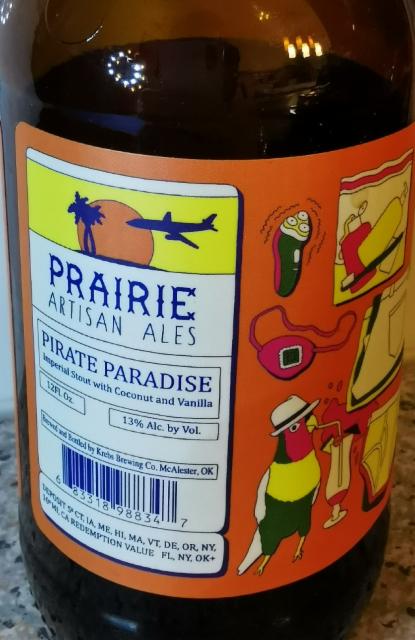 PRAIRIE
ARTISAN ALES
PIRATE PARADISE
Imperial Stout with Coconut and Vanilla
12Fl. Oz.
13% Alc. by Vol.
Brewed and Bottled by Krebs Brewing Co. McAlester, OK
6 83318 98834 7
DEPOSIT 5¢ CT, IA, ME, HI, MA, VT, DE, OR, NY,
10¢ MI, CA REDEMPTION VALUE FL, NY, OK+